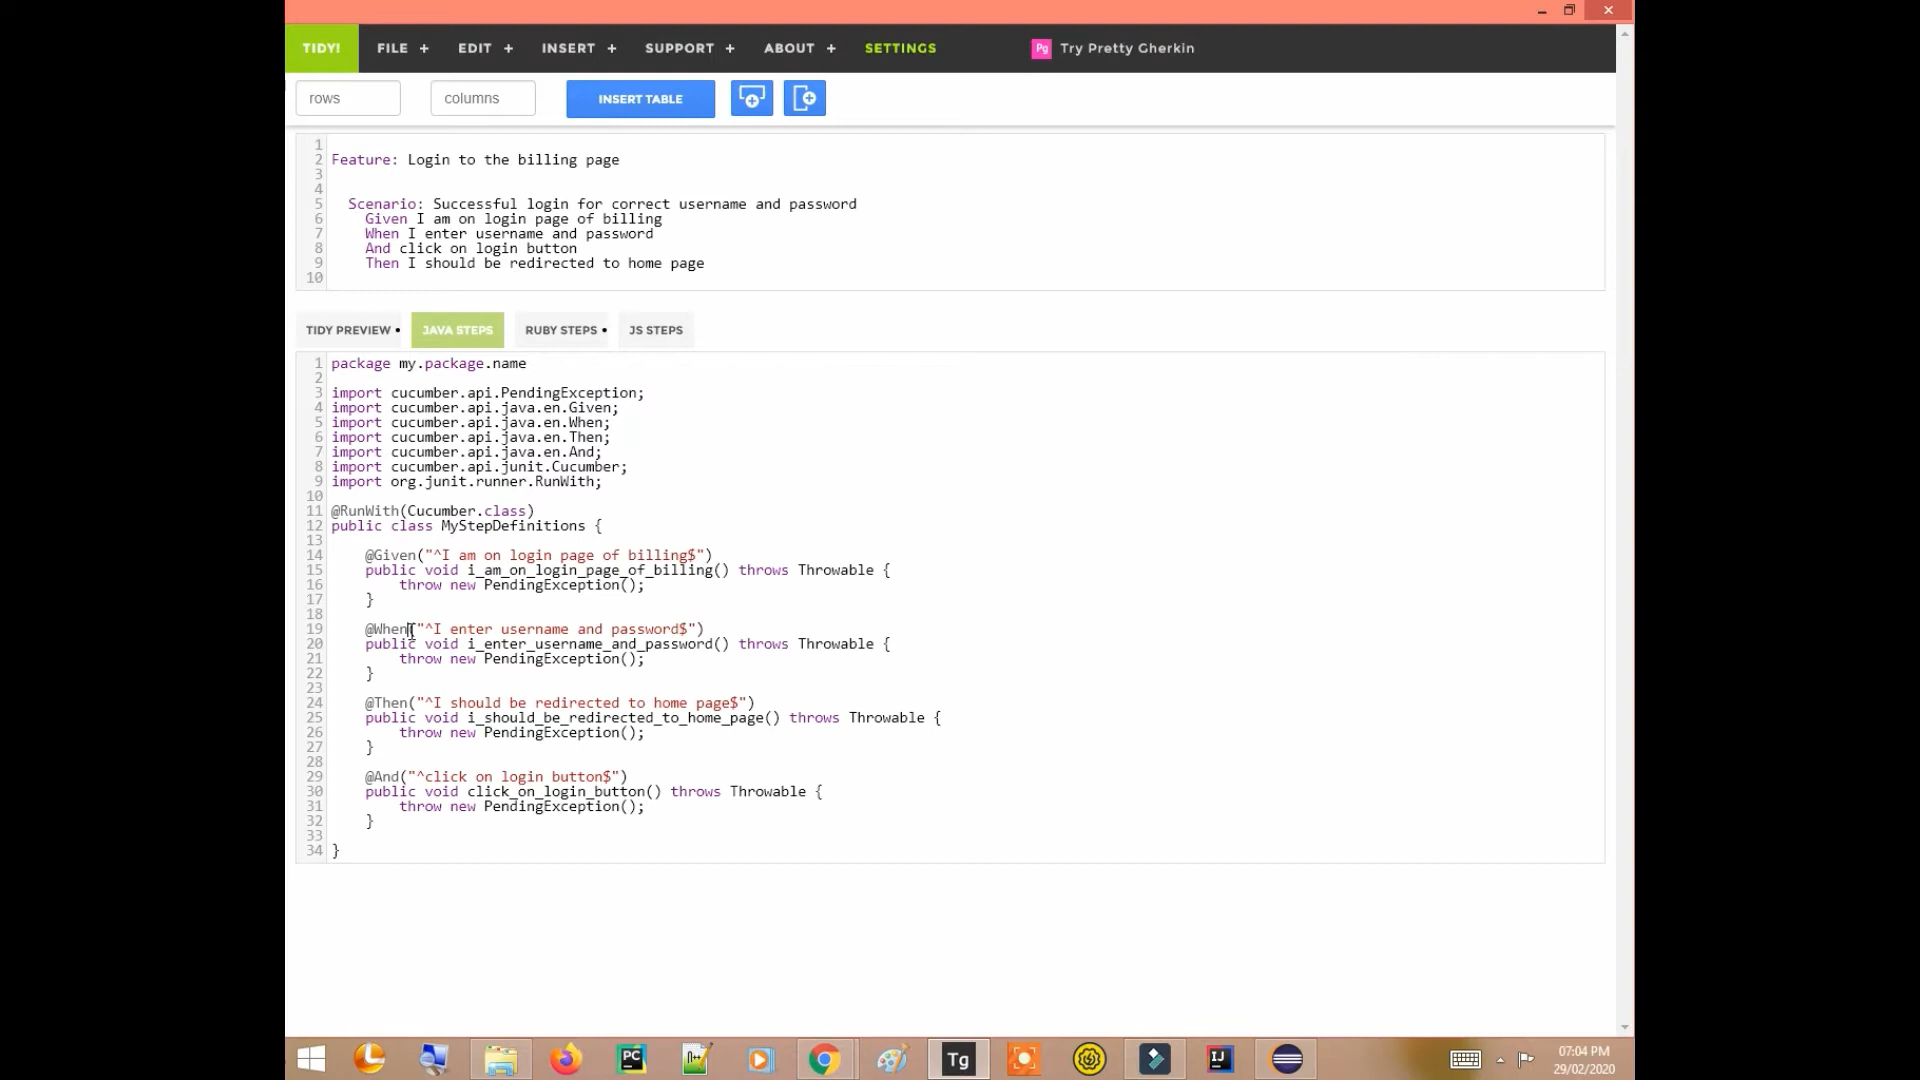 TIDY! FILE + EDIT + INSERT + SUPPORT + ABOUT + SETTINGS Pg Try Pretty Gherkin
rows columns INSERT TABLE
1
2 Feature: Login to the billing page
3
4
5 Scenario: Successful login for correct username and password
6 Given I am on login page of billing
7 When I enter username and password
8 And click on login button
9 Then I should be redirected to home page
10
TIDY PREVIEW • JAVA STEPS RUBY STEPS • JS STEPS
1 package my.package.name
2
3 import cucumber.api.PendingException;
4 import cucumber.api.java.en.Given;
5 import cucumber.api.java.en.When;
6 import cucumber.api.java.en.Then;
7 import cucumber.api.java.en.And;
8 import cucumber.api.junit.Cucumber;
9 import org.junit.runner.RunWith;
10
11 @RunWith(Cucumber.class)
12 public class MyStepDefinitions {
13
14 @Given("^I am on login page of billing$")
15 public void i_am_on_login_page_of_billing() throws Throwable {
16 throw new PendingException();
17 }
18
19 @When("^I enter username and password$")
20 public void i_enter_username_and_password() throws Throwable {
21 throw new PendingException();
22 }
23
24 @Then("^I should be redirected to home page$")
25 public void i_should_be_redirected_to_home_page() throws Throwable {
26 throw new PendingException();
27 }
28
29 @And("^click on login button$")
30 public void click_on_login_button() throws Throwable {
31 throw new PendingException();
32 }
33
34 }
PC Tg IJ
07:04 PM
29/02/2020